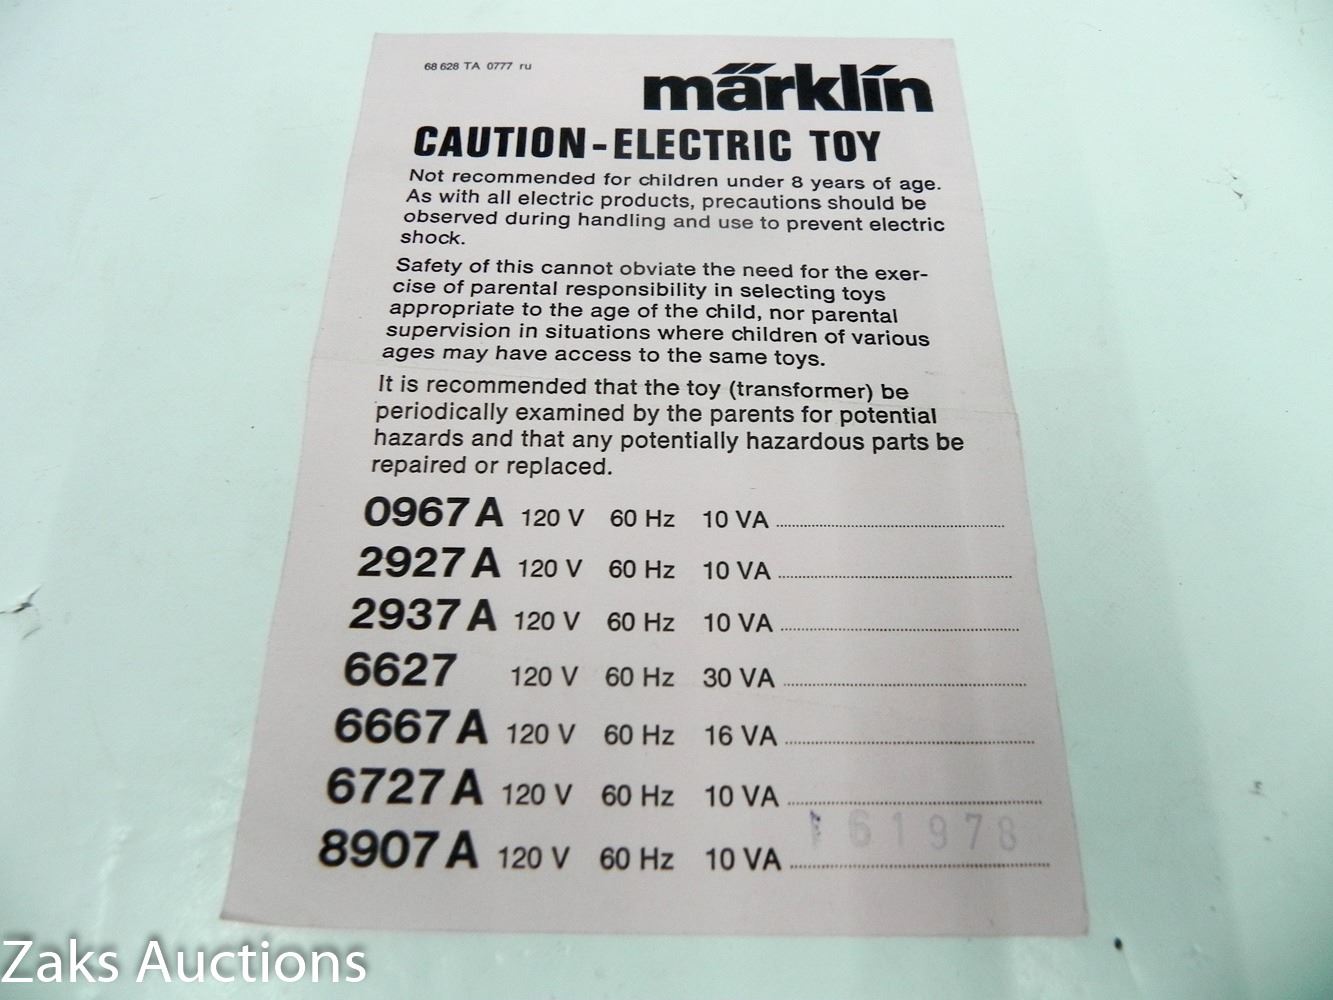 68 628 TA 0777 ru
märklin
CAUTION-ELECTRIC TOY
Not recommended for children under 8 years of age.
As with all electric products, precautions should be
observed during handling and use to prevent electric
shock.
Safety of this cannot obviate the need for the exer-
cise of parental responsibility in selecting toys
appropriate to the age of the child, nor parental
supervision in situations where children of various
ages may have access to the same toys.
It is recommended that the toy (transformer) be
periodically examined by the parents for potential
hazards and that any potentially hazardous parts be
repaired or replaced.
0967 A 120 V 60 Hz 10 VA
2927 A 120 V 60 Hz 10 VA
2937 A 120 V 60 Hz 10 VA
6627 120 V 60 Hz 30 VA
6667 A 120 V 60 Hz 16 VA
6727 A 120 V 60 Hz 10 VA
8907 A 120 V 60 Hz 10 VA 161978
Zaks Auctions